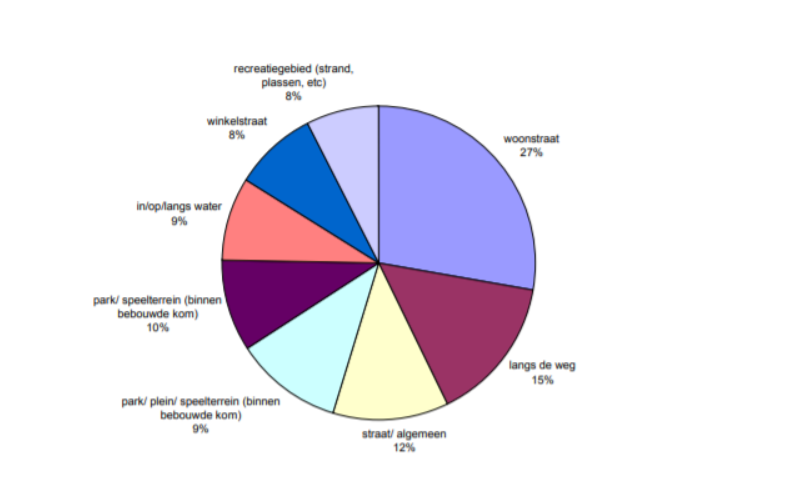 recreatiegebied (strand,
plassen, etc)
8%
winkelstraat
8%
woonstraat
27%
in/op/langs water
9%
park/ speelterrein (binnen
bebouwde kom)
10%
langs de weg
15%
park/ plein/ speelterrein (binnen
bebouwde kom)
9%
straat/ algemeen
12%